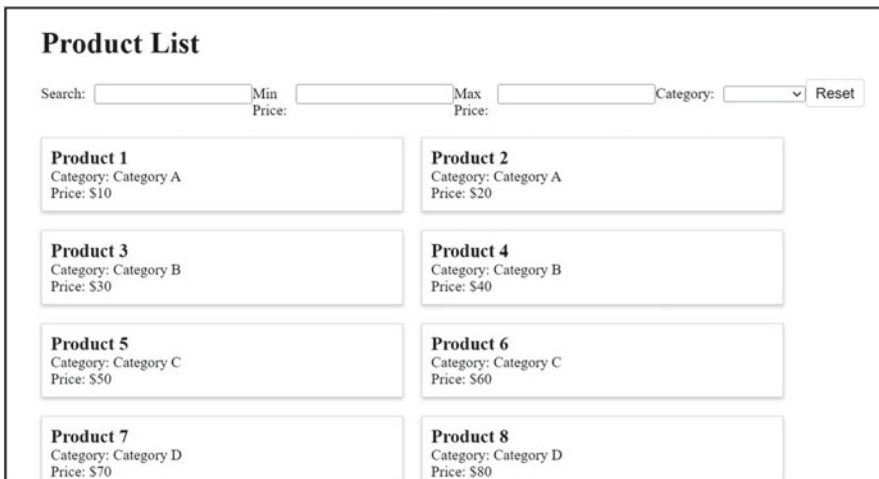 Product List
Search: Min Price: Max Price: Category: Reset
Product 1
Category: Category A
Price: $10
Product 2
Category: Category A
Price: $20
Product 3
Category: Category B
Price: $30
Product 4
Category: Category B
Price: $40
Product 5
Category: Category C
Price: $50
Product 6
Category: Category C
Price: $60
Product 7
Category: Category D
Price: $70
Product 8
Category: Category D
Price: $80